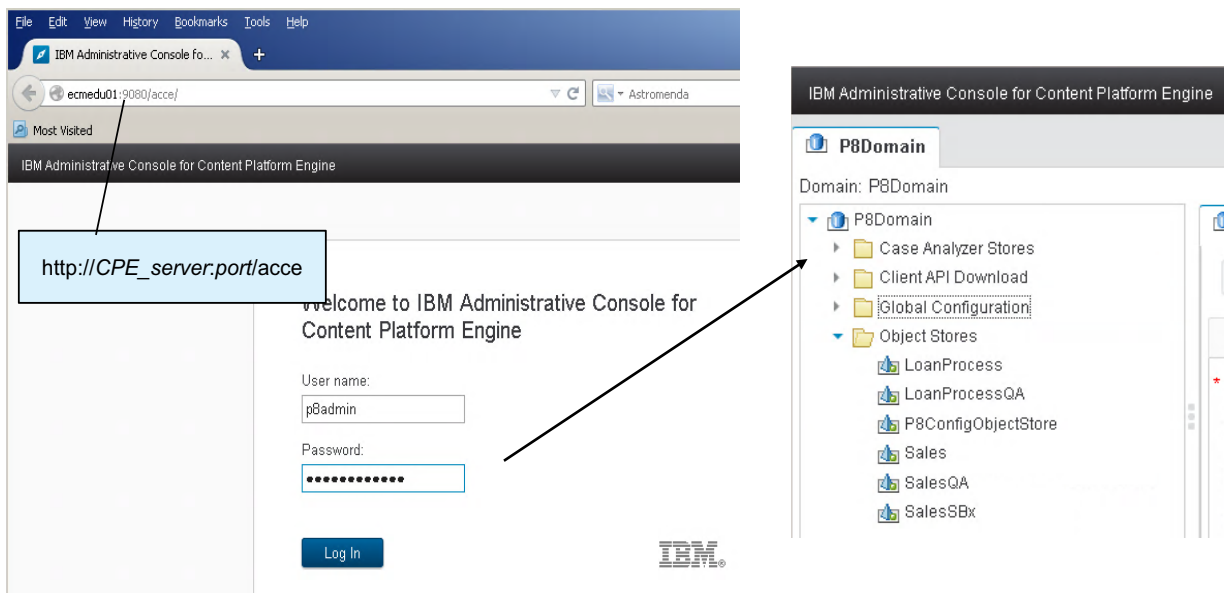 File Edit View History Bookmarks Tools Help
IBM Administrative Console fo... ×
+
ecmedu01:9080/acce/
Astromenda
Most Visited
IBM Administrative Console for Content Platform Engine
http://CPE_server:port/acce
Welcome to IBM Administrative Console for
Content Platform Engine
User name:
p8admin
Password:
••••••••••••
Log In
IBM®
IBM Administrative Console for Content Platform Engine
P8Domain
Domain: P8Domain
P8Domain
Case Analyzer Stores
Client API Download
Global Configuration
Object Stores
LoanProcess
LoanProcessQA
P8ConfigObjectStore
Sales
SalesQA
SalesSBx
*